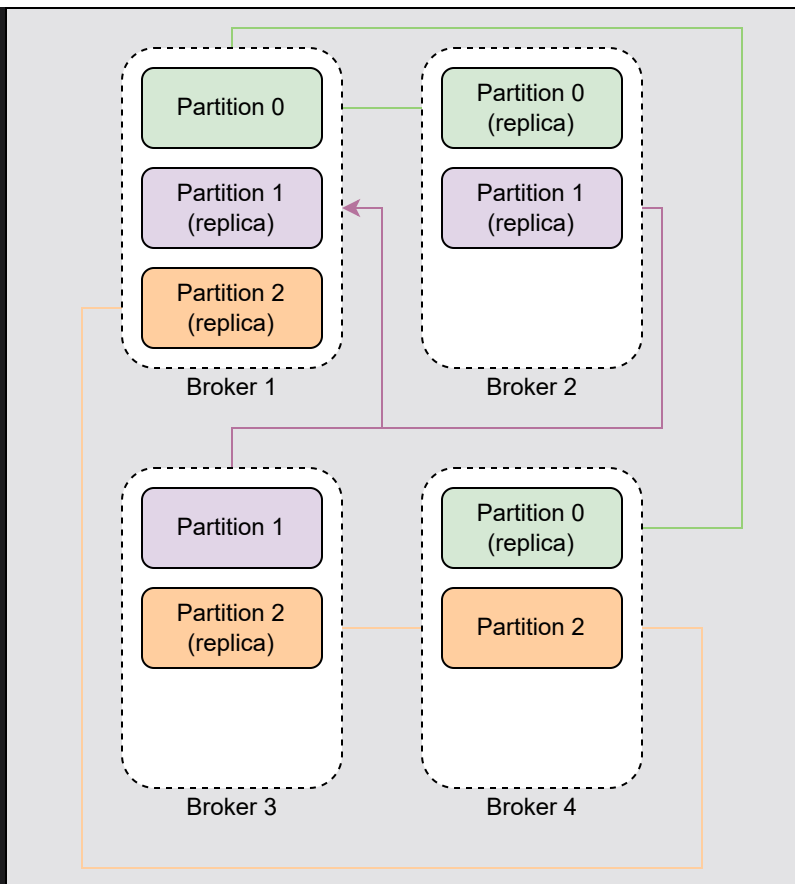 Partition 0
Partition 1
(replica)
Partition 2
(replica)
Broker 1
Partition 0
(replica)
Partition 1
(replica)
Broker 2
Partition 1
Partition 2
(replica)
Broker 3
Partition 0
(replica)
Partition 2
Broker 4